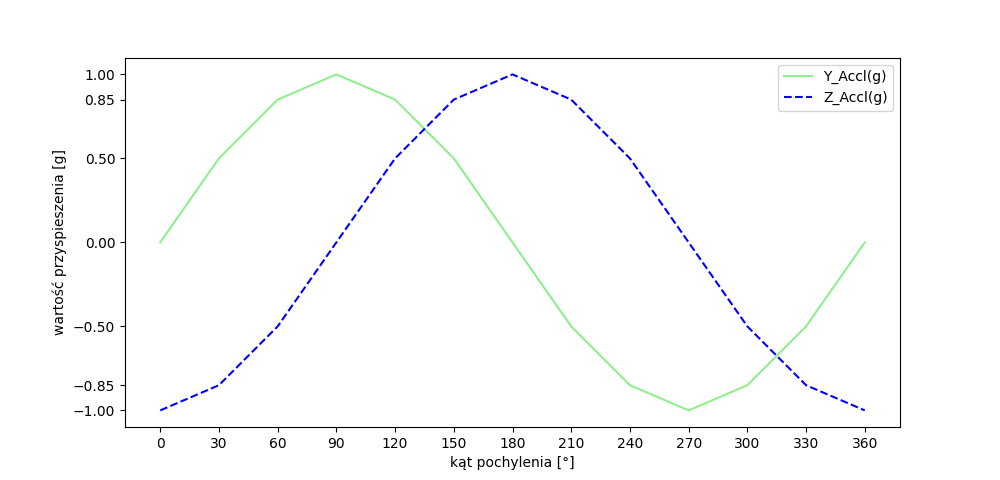 1.00
0.85
0.50
0.00
−0.50
−0.85
−1.00
wartość przyspieszenia [g]
Y_Accl(g)
Z_Accl(g)
0 30 60 90 120 150 180 210 240 270 300 330 360
kąt pochylenia [°]